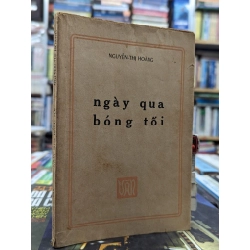 NGUYỄN THỊ HOÀNG
ngày qua
bóng tối